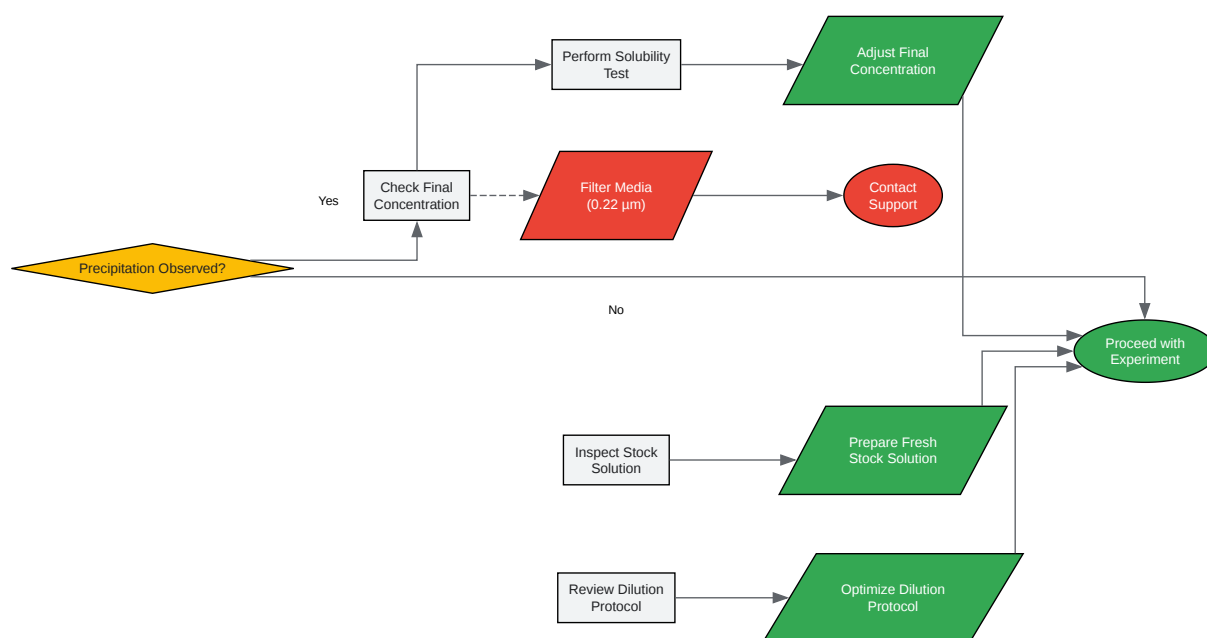 Perform Solubility
Test
Adjust Final
Concentration
Yes
Check Final
Concentration
Filter Media
(0.22 µm)
Contact
Support
Precipitation Observed?
No
Proceed with
Experiment
Inspect Stock
Solution
Prepare Fresh
Stock Solution
Review Dilution
Protocol
Optimize Dilution
Protocol